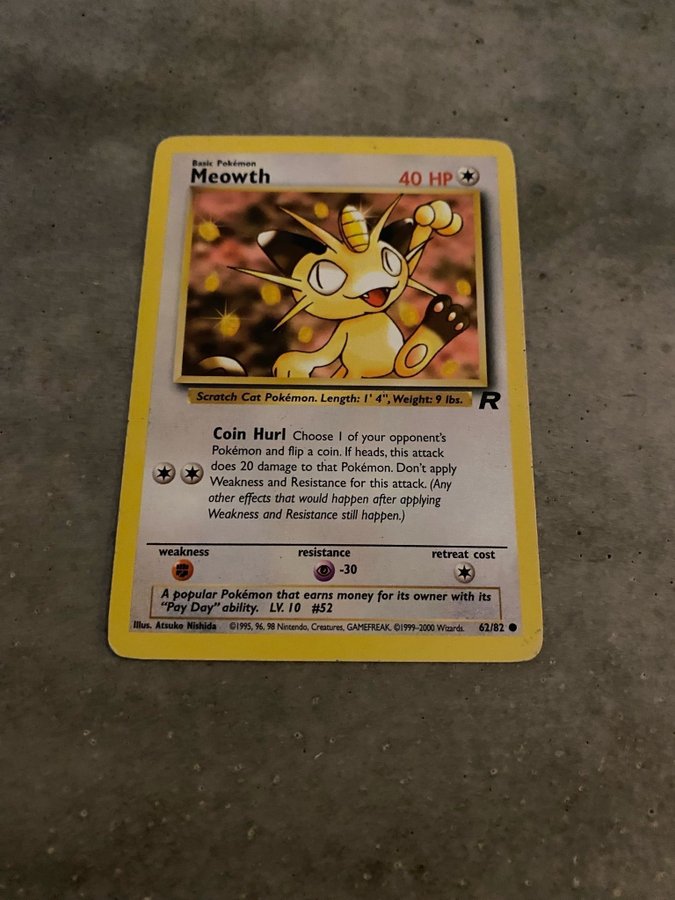 Basic Pokémon
Meowth
40 HP
Scratch Cat Pokémon. Length: 1' 4", Weight: 9 lbs.
R
Coin Hurl Choose 1 of your opponent's
Pokémon and flip a coin. If heads, this attack
does 20 damage to that Pokémon. Don't apply
Weakness and Resistance for this attack. (Any
other effects that would happen after applying
Weakness and Resistance still happen.)
weakness resistance retreat cost
-30
A popular Pokémon that earns money for its owner with its
"Pay Day" ability. LV. 10 #52
Illus. Atsuko Nishida ©1995, 96, 98 Nintendo, Creatures, GAMEFREAK. ©1999-2000 Wizards. 62/82